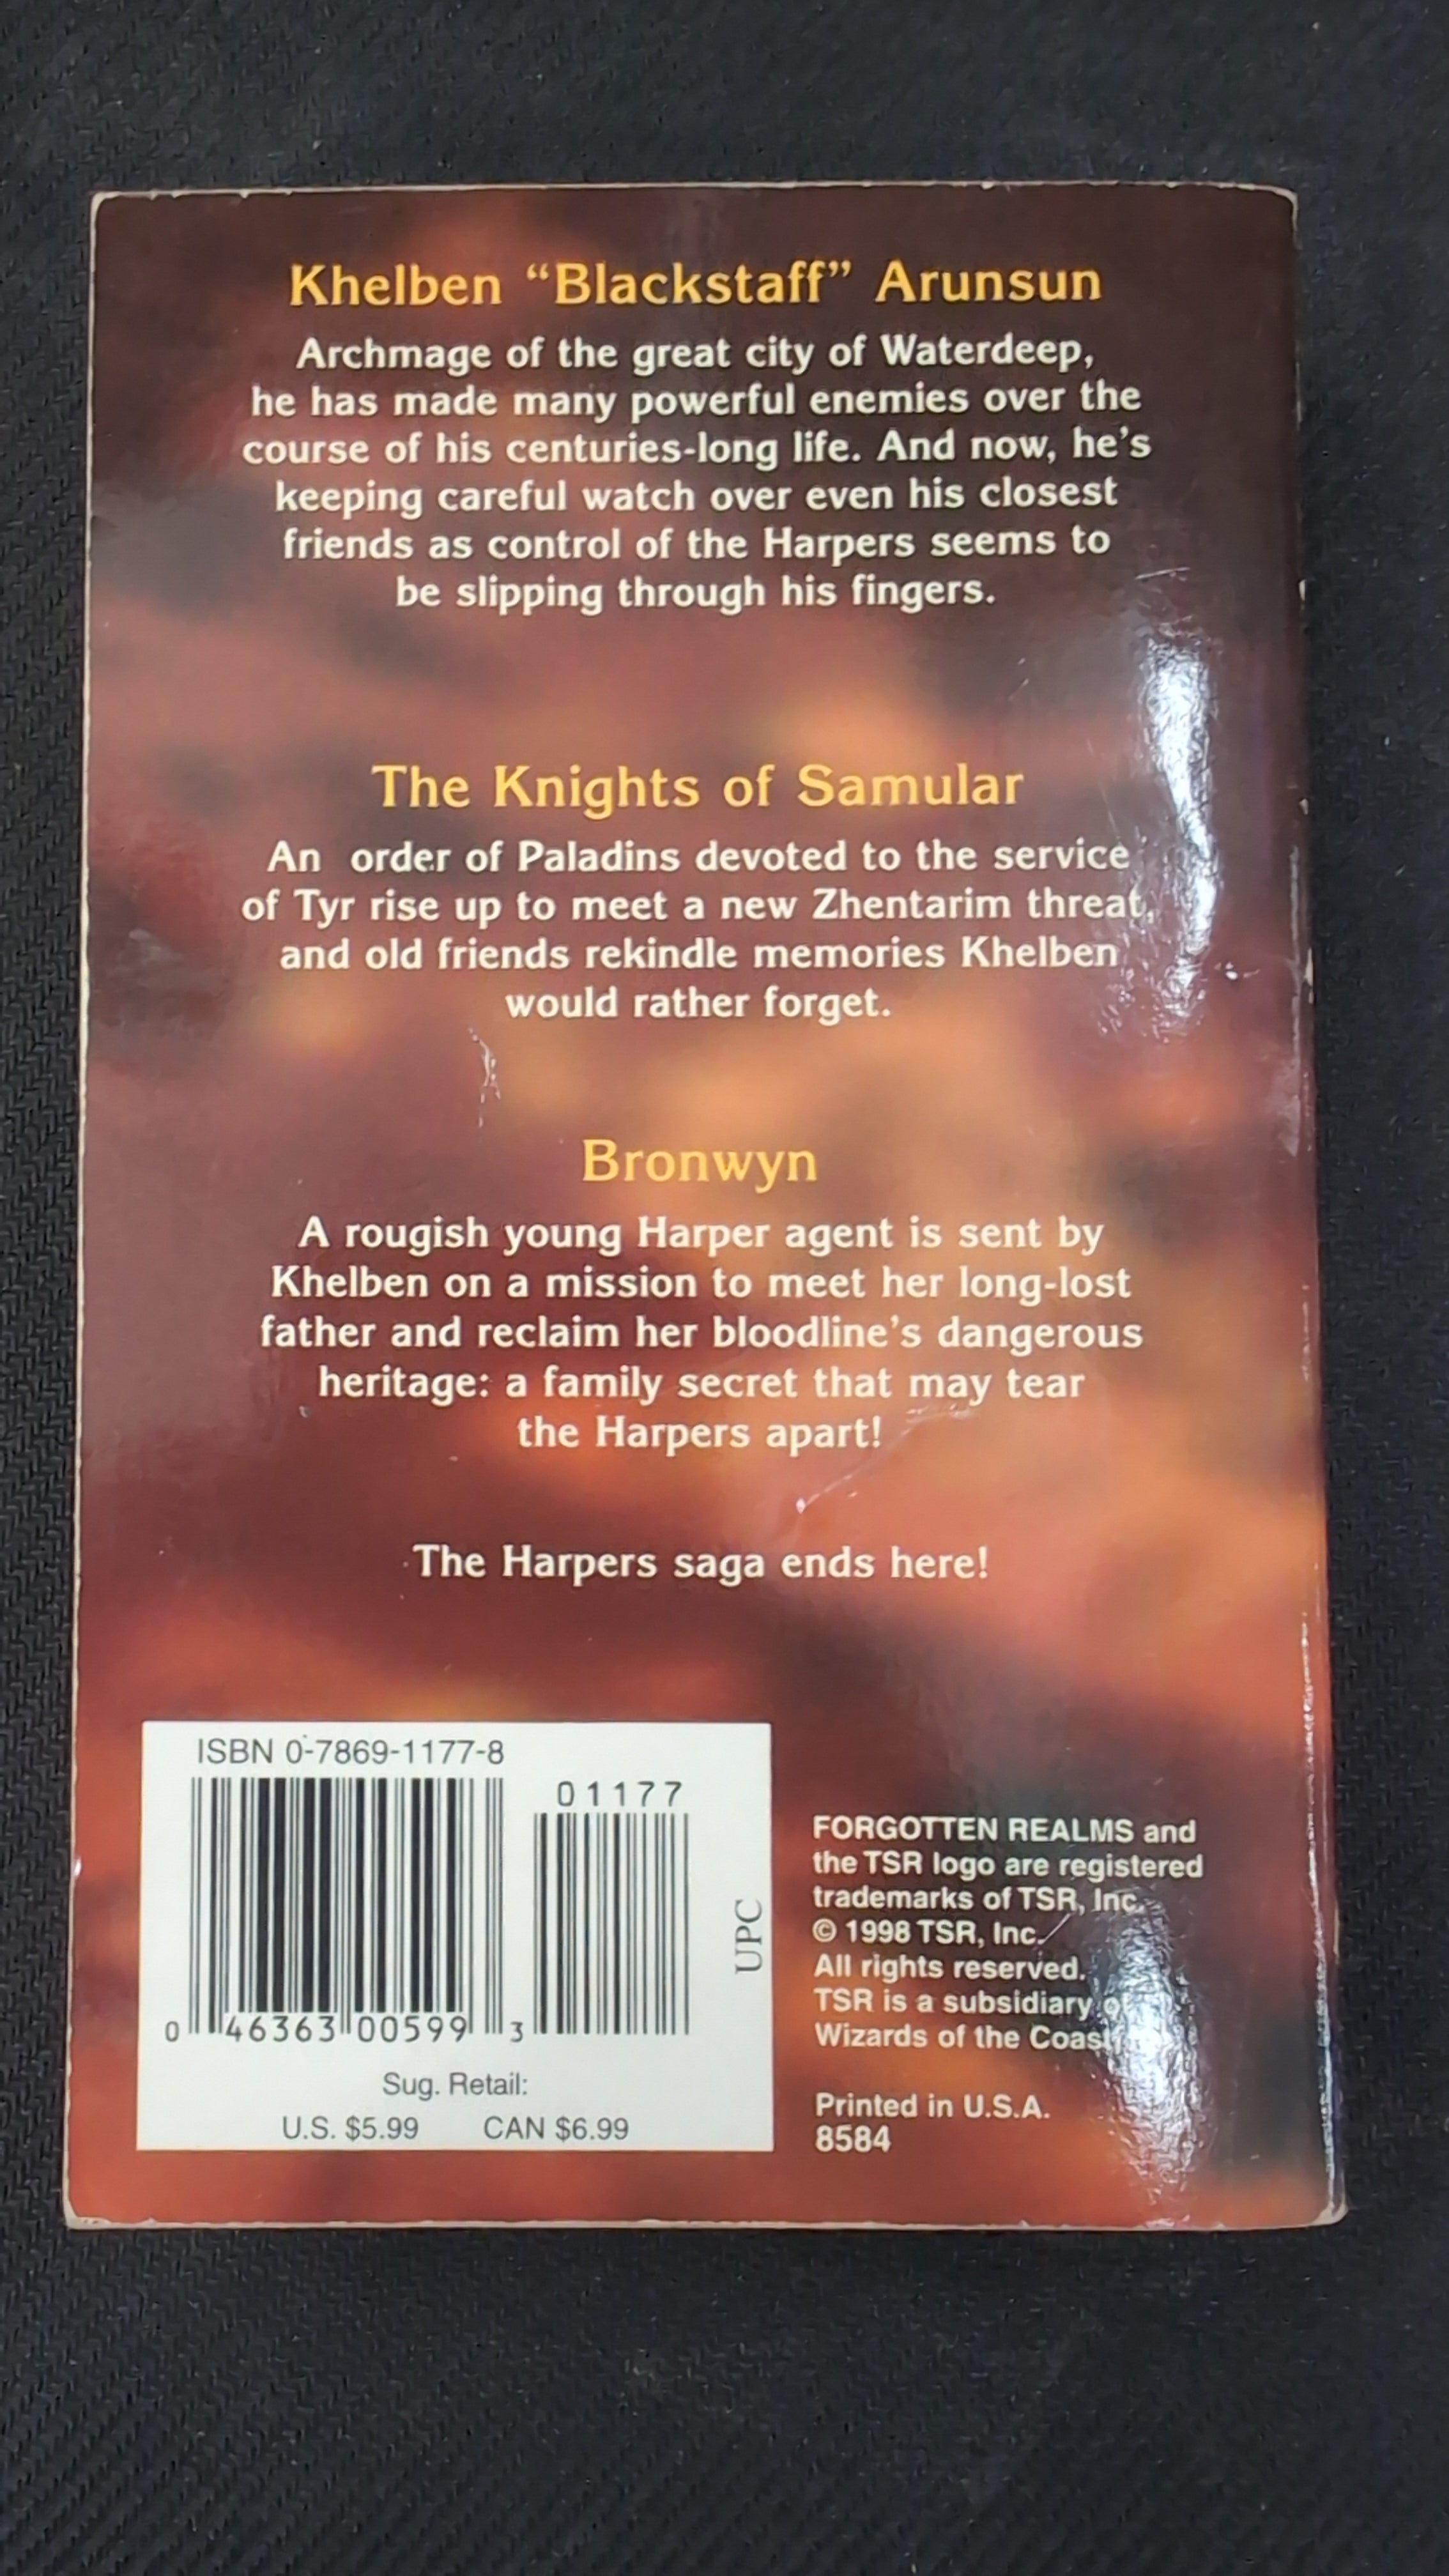 Khelben “Blackstaff” Arunsun
Archmage of the great city of Waterdeep,
he has made many powerful enemies over the
course of his centuries-long life. And now, he’s
keeping careful watch over even his closest
friends as control of the Harpers seems to
be slipping through his fingers.
The Knights of Samular
An order of Paladins devoted to the service
of Tyr rise up to meet a new Zhentarim threat,
and old friends rekindle memories Khelben
would rather forget.
Bronwyn
A rougish young Harper agent is sent by
Khelben on a mission to meet her long-lost
father and reclaim her bloodline’s dangerous
heritage: a family secret that may tear
the Harpers apart!
The Harpers saga ends here!
ISBN 0-7869-1177-8
01177
UPC
0 46363 00599 3
Sug. Retail:
U.S. $5.99 CAN $6.99
FORGOTTEN REALMS and
the TSR logo are registered
trademarks of TSR, Inc.
© 1998 TSR, Inc.
All rights reserved.
TSR is a subsidiary of
Wizards of the Coast
Printed in U.S.A.
8584